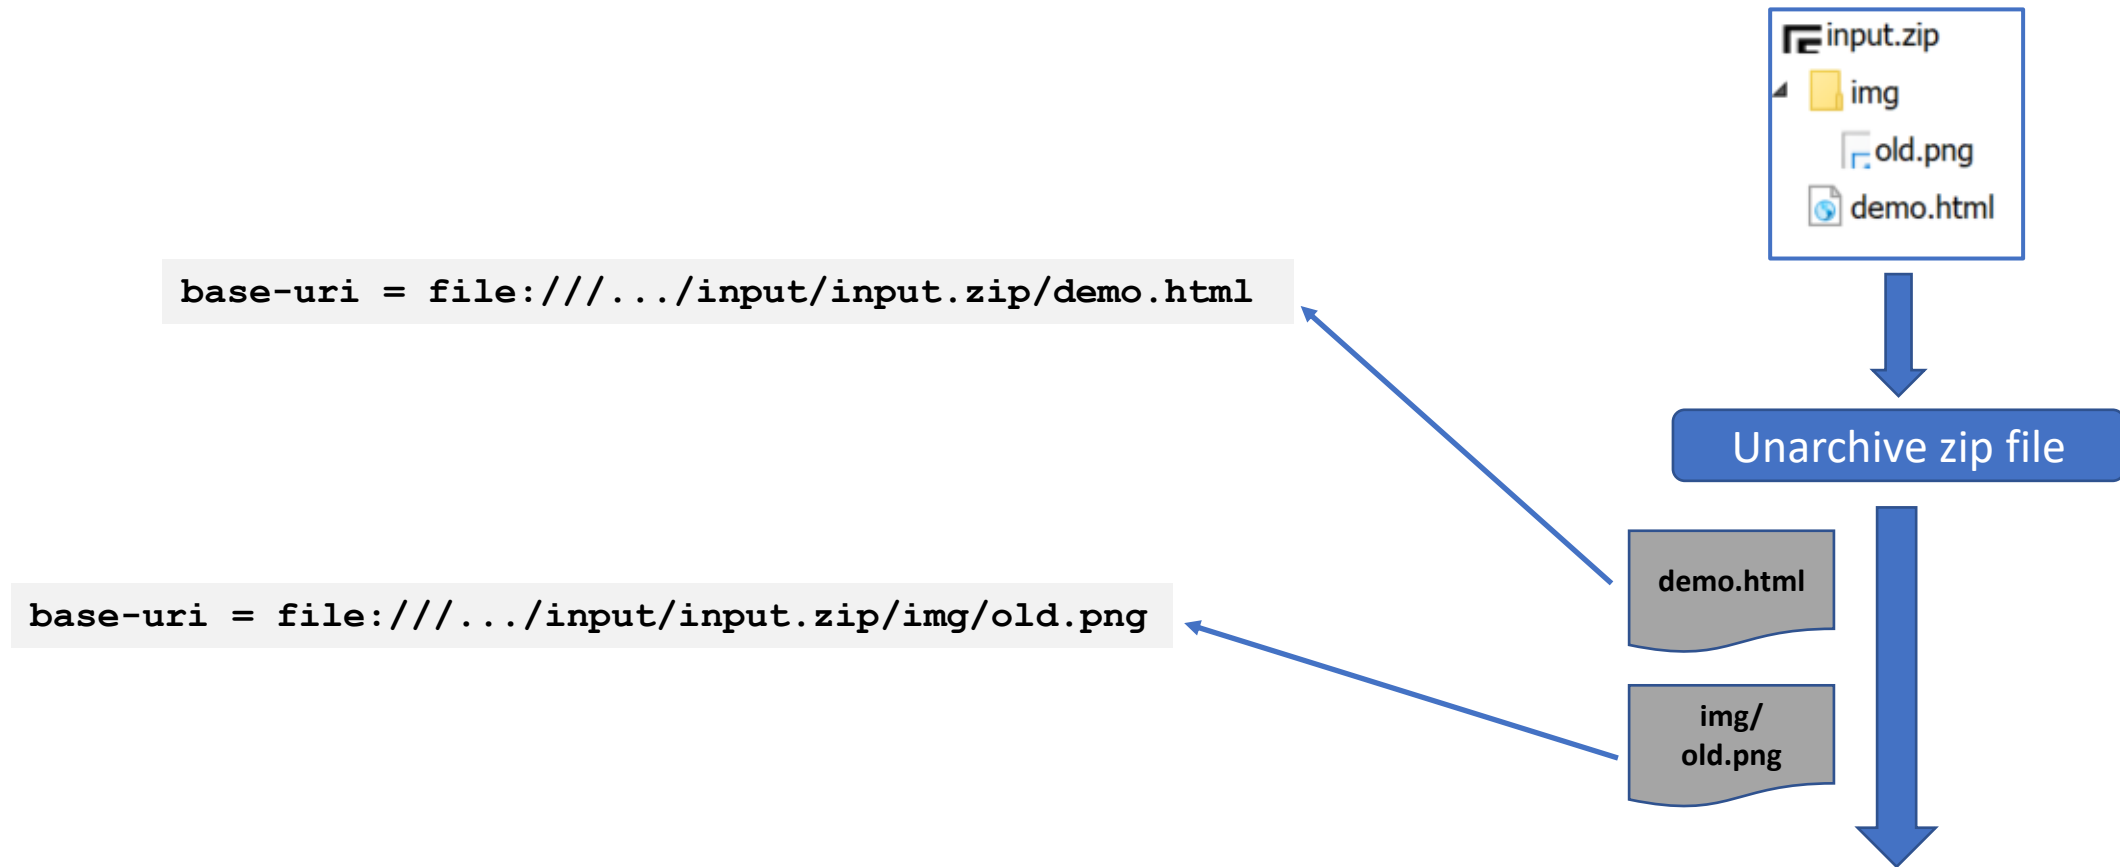 input.zip
img
old.png
demo.html
base-uri = file:///.../input/input.zip/demo.html
Unarchive zip file
demo.html
base-uri = file:///.../input/input.zip/img/old.png
img/
old.png